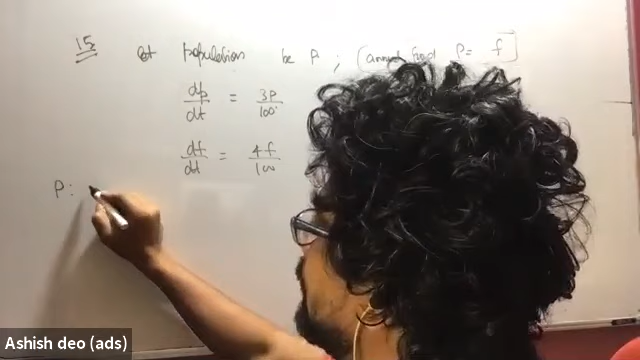 15 let population be P ; (annual food P = f]
dp/dt = 3P/100
df/dt = 4f/100
P:
Ashish deo (ads)